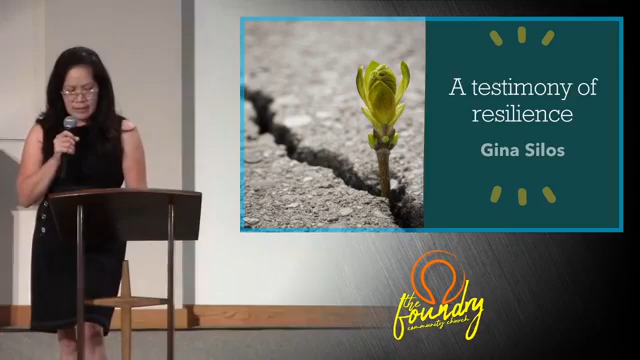 A testimony of
resilience
Gina Silos
the
foundry
community church